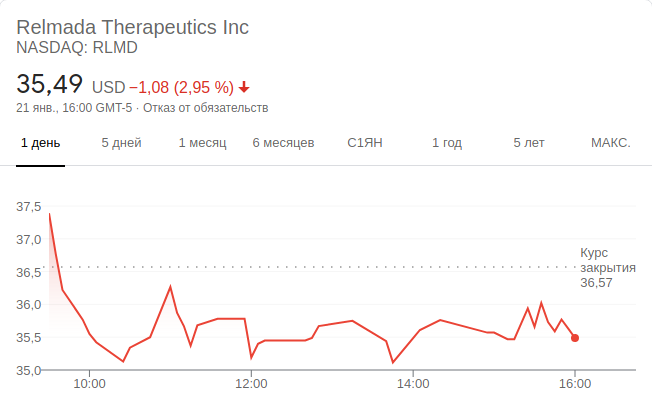 Relmada Therapeutics Inc
NASDAQ: RLMD
35,49 USD −1,08 (2,95 %)
21 янв., 16:00 GMT-5 · Отказ от обязательств
1 день 5 дней 1 месяц 6 месяцев С1ЯН 1 год 5 лет МАКС.
37,5
37,0
36,5
36,0
35,5
35,0
Курс
закрытия
36,57
10:00 12:00 14:00 16:00